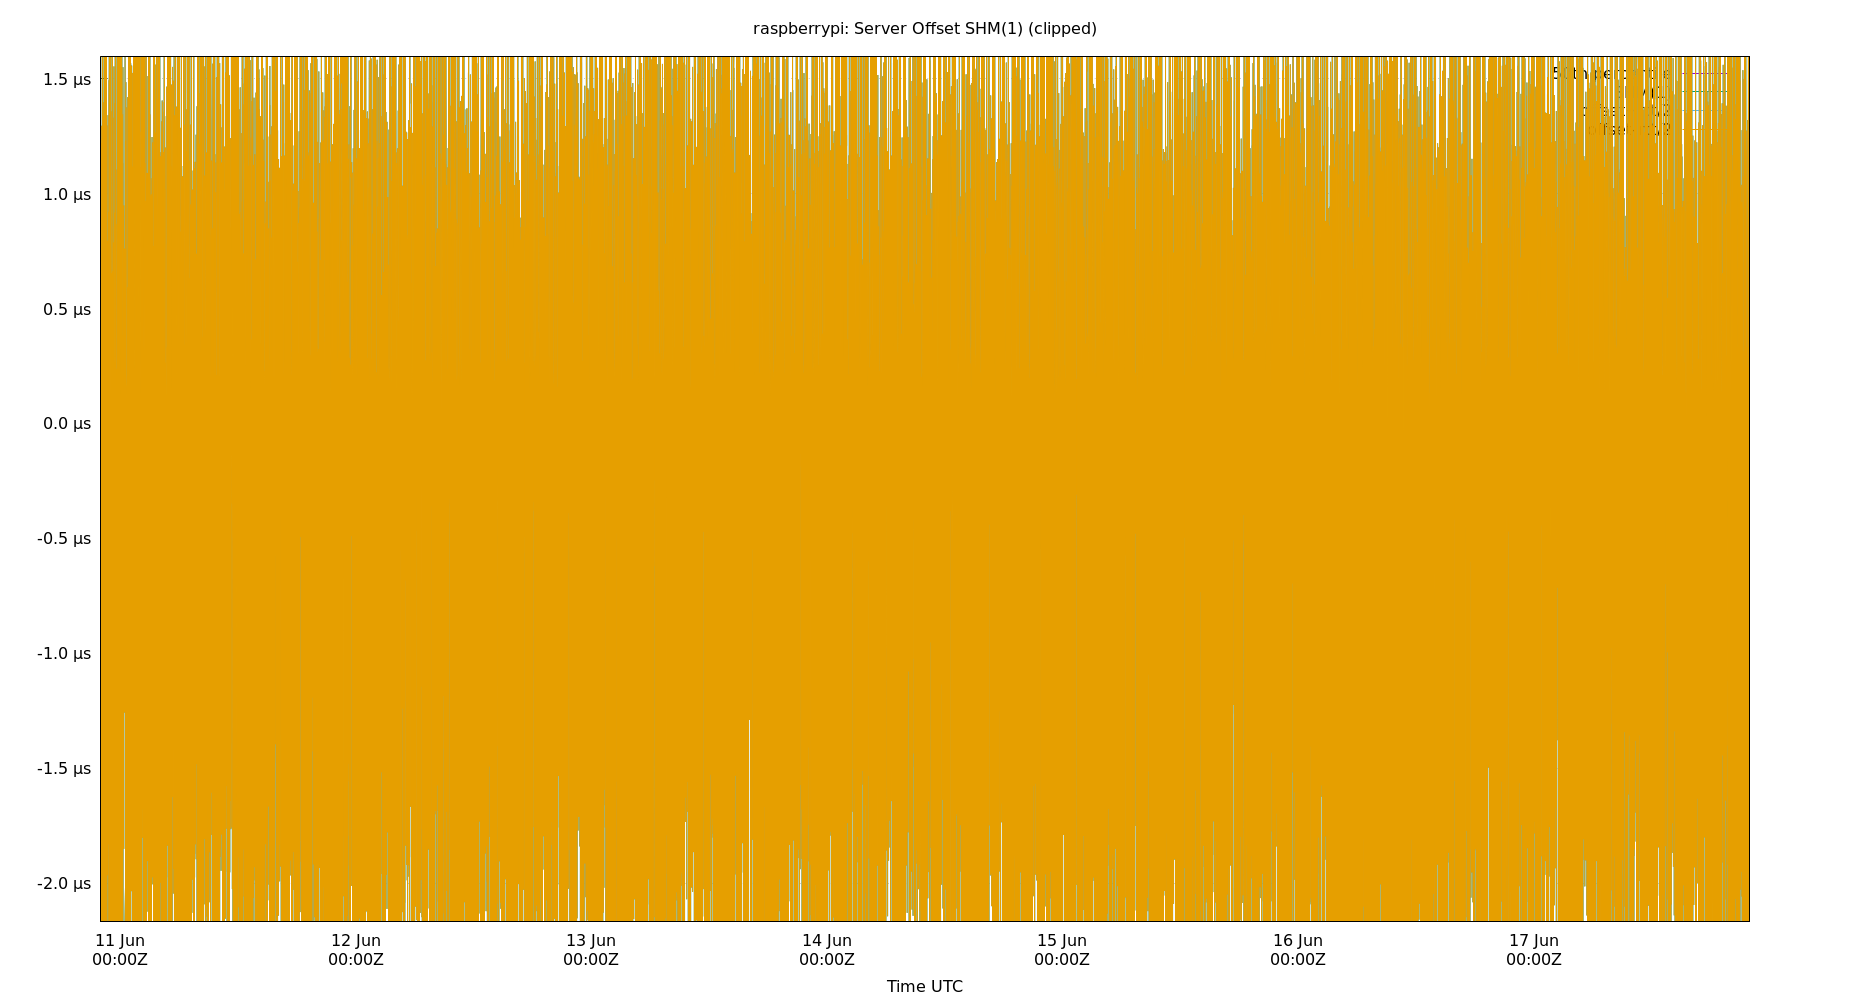 raspberrypi: Server Offset SHM(1) (clipped)
1.5 µs
1.0 µs
0.5 µs
0.0 µs
-0.5 µs
-1.0 µs
-1.5 µs
-2.0 µs
11 Jun 12 Jun 13 Jun 14 Jun 15 Jun 16 Jun 17 Jun
00:00Z 00:00Z 00:00Z 00:00Z 00:00Z 00:00Z 00:00Z
Time UTC